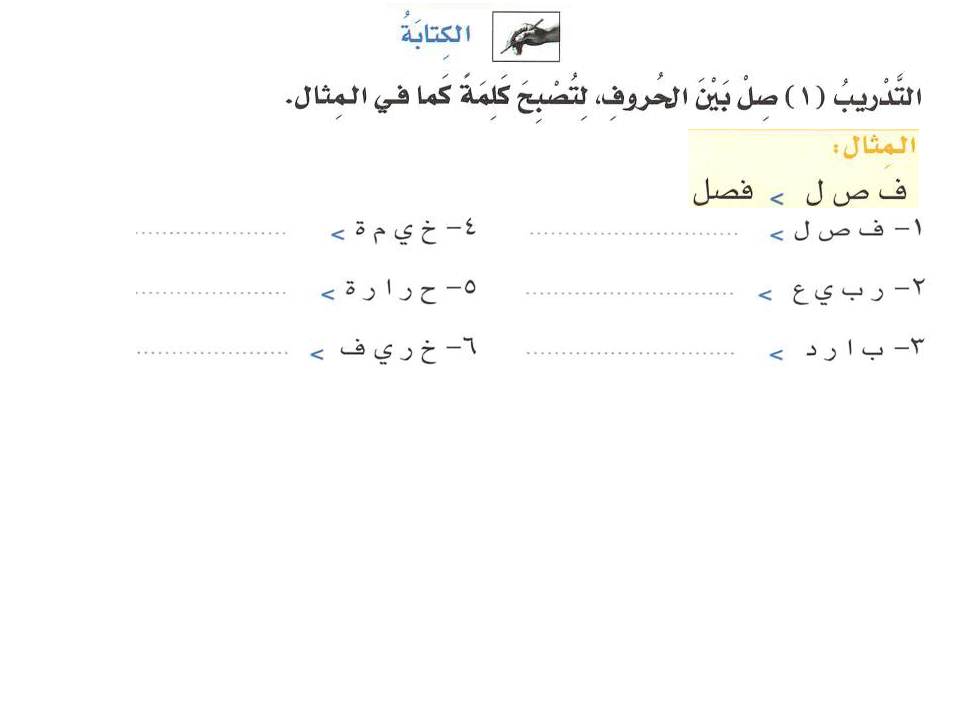 الكِتابَةُ
التَّدْريبُ (١) صِلْ بَيْنَ الحُروفِ، لِتُصْبِحَ كَلِمَةً كَما في المِثال.
المِثال:
ف ص ل > فصل
١- ف ص ل > .................................... ٤- خ ي م ة > ..........................
٢- ر ب ي ع > .................................... ٥- ح ر ا ر ة > ..........................
٣- ب ا ر د > .................................... ٦- خ ر ي ف > ..........................